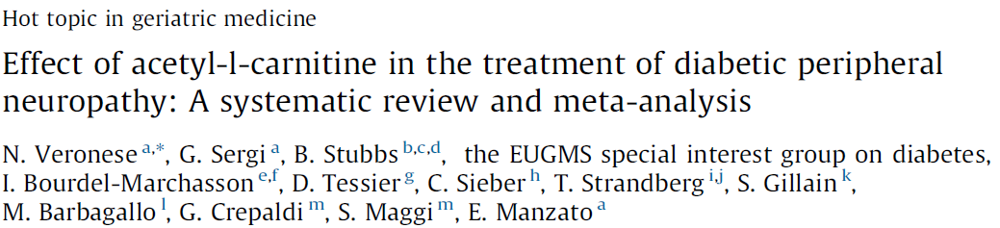 Hot topic in geriatric medicine
Effect of acetyl-l-carnitine in the treatment of diabetic peripheral
neuropathy: A systematic review and meta-analysis
N. Veronese a,*, G. Sergi a, B. Stubbs b,c,d, the EUGMS special interest group on diabetes,
I. Bourdel-Marchasson e,f, D. Tessier g, C. Sieber h, T. Strandberg i,j, S. Gillain k,
M. Barbagallo l, G. Crepaldi m, S. Maggi m, E. Manzato a